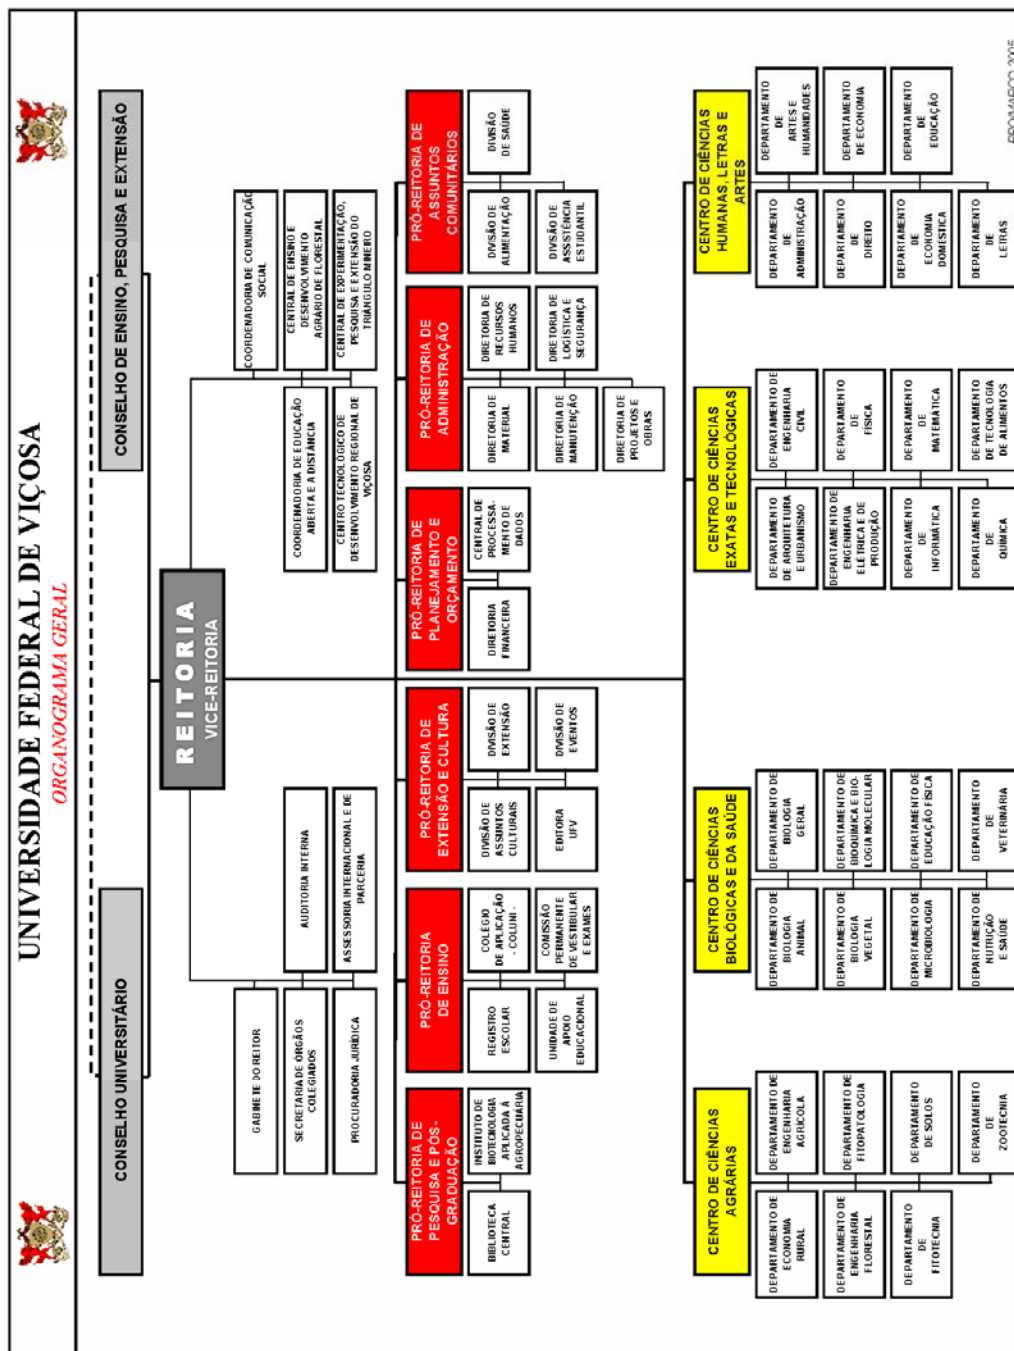 UNIVERSIDADE FEDERAL DE VIÇOSA
ORGANOGRAMA GERAL
CONSELHO UNIVERSITÁRIO
CONSELHO DE ENSINO, PESQUISA E EXTENSÃO
REITORIA
VICE-REITORIA
GABINETE DO REITOR
SECRETARIA DE ÓRGÃOS
COLEGIADOS
AUDITORIA INTERNA
PROCURADORIA JURÍDICA
ASSESSORIA INTERNACIONAL E DE
PARCERIA
COORDENADORIA DE COMUNICAÇÃO
SOCIAL
COORDENADORIA DE EDUCAÇÃO
ABERTA E A DISTÂNCIA
CENTRAL DE ENSINO E
DESENVOLVIMENTO
AGRÁRIO DE FLORESTAL
CENTRO TECNOLÓGICO DE
DESENVOLVIMENTO REGIONAL DE
VIÇOSA
CENTRAL DE EXPERIMENTAÇÃO,
PESQUISA E EXTENSÃO DO
TRIÂNGULO MINEIRO
PRÓ-REITORIA DE
PESQUISA E PÓS-
GRADUAÇÃO
BIBLIOTECA
CENTRAL
INSTITUTO DE
BIOTECNOLOGIA
APLICADA À
AGROPECUÁRIA
PRÓ-REITORIA
DE ENSINO
REGISTRO
ESCOLAR
COLÉGIO
DE APLICAÇÃO
- COLUNI -
UNIDADE DE
APOIO
EDUCACIONAL
COMISSÃO
PERMANENTE
DE VESTIBULAR
E EXAMES
PRÓ-REITORIA DE
EXTENSÃO E CULTURA
DIVISÃO DE
ASSUNTOS
CULTURAIS
DIVISÃO DE
EXTENSÃO
EDITORA
UFV
DIVISÃO DE
EVENTOS
PRÓ-REITORIA DE
PLANEJAMENTO E
ORÇAMENTO
DIRETORIA
FINANCEIRA
CENTRAL DE
PROCESSA-
MENTO DE
DADOS
PRÓ-REITORIA DE
ADMINISTRAÇÃO
DIRETORIA DE
MATERIAL
DIRETORIA DE
RECURSOS
HUMANOS
DIRETORIA DE
MANUTENÇÃO
DIRETORIA DE
LOGÍSTICA E
SEGURANÇA
DIRETORIA DE
PROJETOS E
OBRAS
PRÓ-REITORIA DE
ASSUNTOS
COMUNITÁRIOS
DIVISÃO DE
ALIMENTAÇÃO
DIVISÃO
DE SAÚDE
DIVISÃO DE
ASSISTÊNCIA
ESTUDANTIL
CENTRO DE CIÊNCIAS
AGRÁRIAS
DEPARTAMENTO DE
ECONOMIA
RURAL
DEPARTAMENTO DE
ENGENHARIA
AGRÍCOLA
DEPARTAMENTO DE
ENGENHARIA
FLORESTAL
DEPARTAMENTO DE
FITOPATOLOGIA
DEPARTAMENTO
DE
FITOTECNIA
DEPARTAMENTO
DE SOLOS
DEPARTAMENTO
DE
ZOOTECNIA
CENTRO DE CIÊNCIAS
BIOLÓGICAS E DA SAÚDE
DEPARTAMENTO DE
BIOLOGIA
ANIMAL
DEPARTAMENTO DE
BIOLOGIA
GERAL
DEPARTAMENTO DE
BIOLOGIA
VEGETAL
DEPARTAMENTO DE
BIOQUÍMICA E BIO-
LOGIA MOLECULAR
DEPARTAMENTO DE
MICROBIOLOGIA
DEPARTAMENTO DE
EDUCAÇÃO FÍSICA
DEPARTAMENTO DE
NUTRIÇÃO
E SAÚDE
DEPARTAMENTO
DE
VETERINÁRIA
CENTRO DE CIÊNCIAS
EXATAS E TECNOLÓGICAS
DEPARTAMENTO
DE ARQUITETURA
E URBANISMO
DEPARTAMENTO DE
ENGENHARIA
CIVIL
DEPARTAMENTO DE
ENGENHARIA
ELÉTRICA E DE
PRODUÇÃO
DEPARTAMENTO
DE
FÍSICA
DEPARTAMENTO
DE
INFORMÁTICA
DEPARTAMENTO
DE
MATEMÁTICA
DEPARTAMENTO
DE
QUÍMICA
DEPARTAMENTO
DE TECNOLOGIA
DE ALIMENTOS
CENTRO DE CIÊNCIAS
HUMANAS, LETRAS E
ARTES
DEPARTAMENTO
DE
ADMINISTRAÇÃO
DEPARTAMENTO
DE
ARTES E
HUMANIDADES
DEPARTAMENTO
DE
DIREITO
DEPARTAMENTO
DE ECONOMIA
DEPARTAMENTO
DE
ECONOMIA
DOMÉSTICA
DEPARTAMENTO
DE
EDUCAÇÃO
DEPARTAMENTO
DE
LETRAS